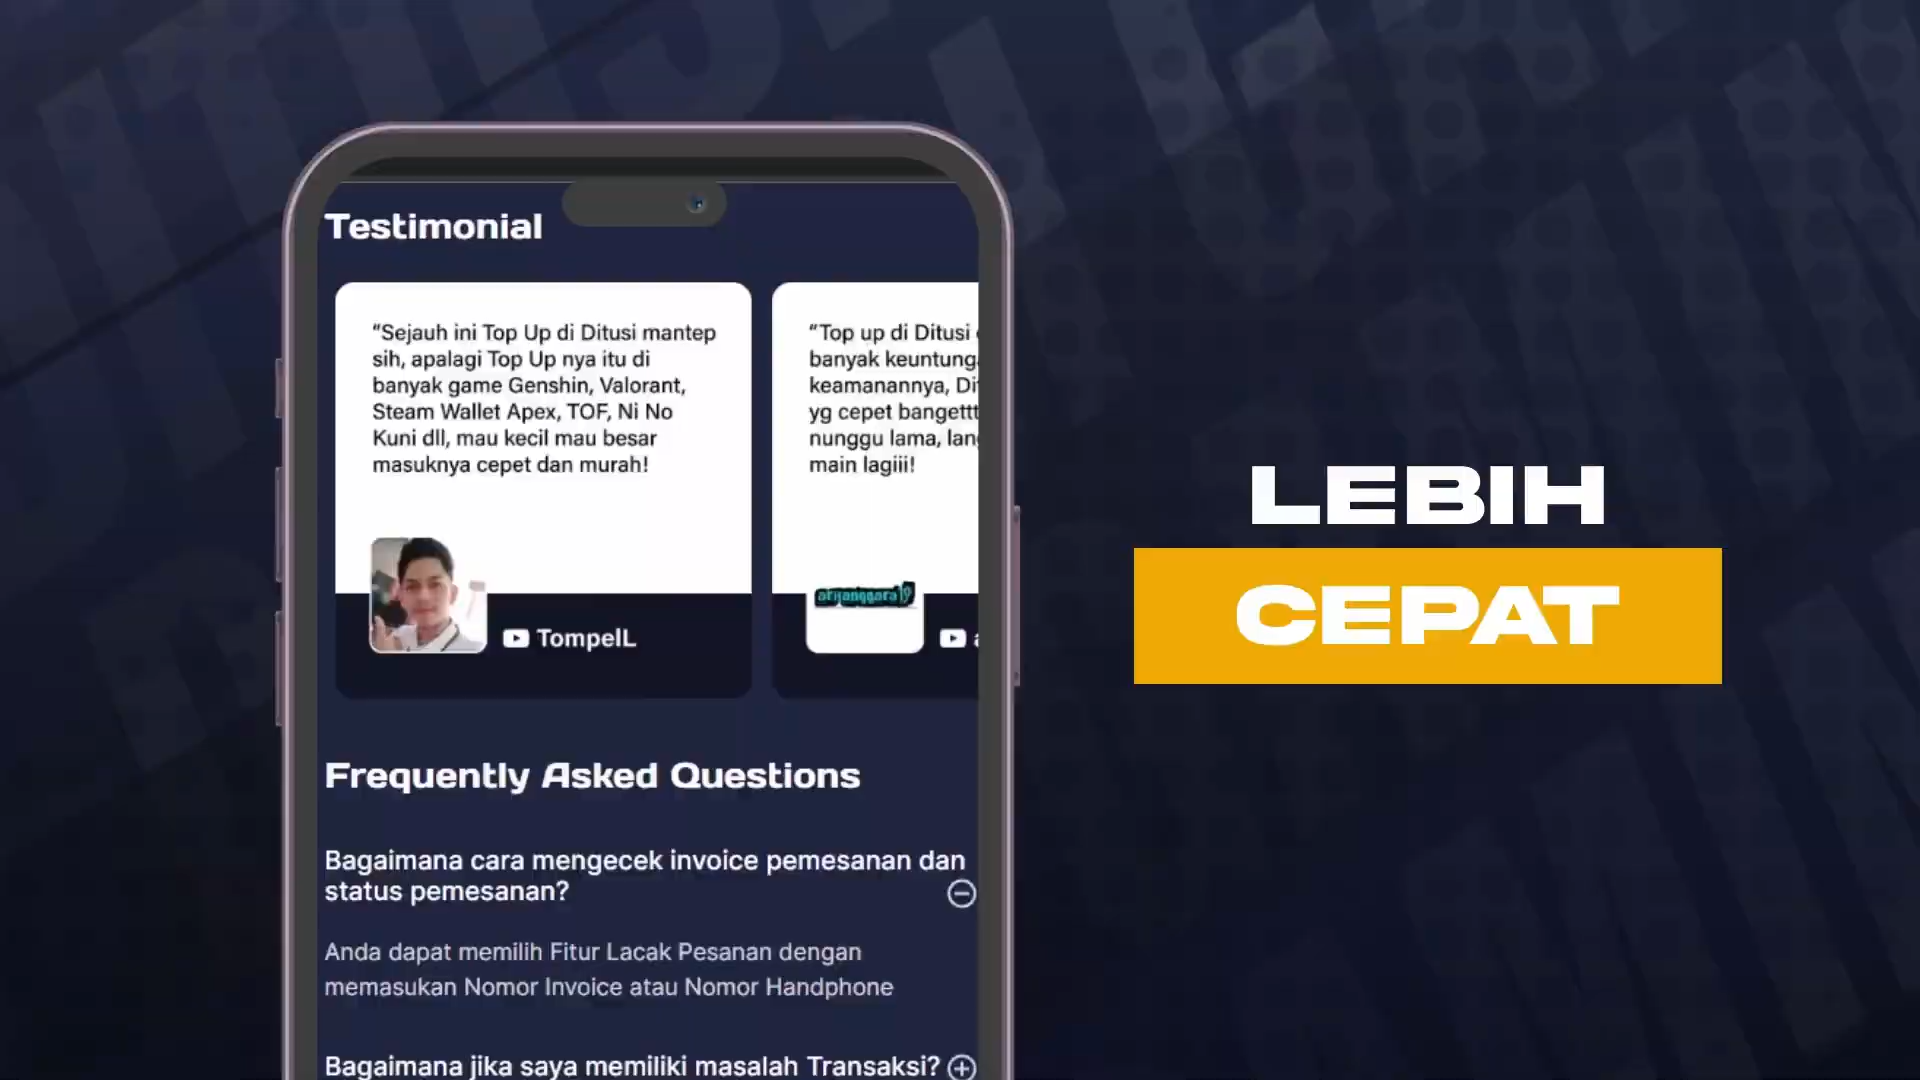 Testimonial
“Sejauh ini Top Up di Ditusi mantep
sih, apalagi Top Up nya itu di
banyak game Genshin, Valorant,
Steam Wallet Apex, TOF, Ni No
Kuni dll, mau kecil mau besar
masuknya cepet dan murah!
TompelL
“Top up di Ditusi
banyak
keamanannya,
yg cepet bangettt
nunggu lama,
main lagiii!
arijanggara19
Frequently Asked Questions
Bagaimana cara mengecek invoice pemesanan dan
status pemesanan?
Anda dapat memilih Fitur Lacak Pesanan dengan
memasukan Nomor Invoice atau Nomor Handphone
Bagaimana jika saya memiliki masalah Transaksi?
LEBIH
CEPAT